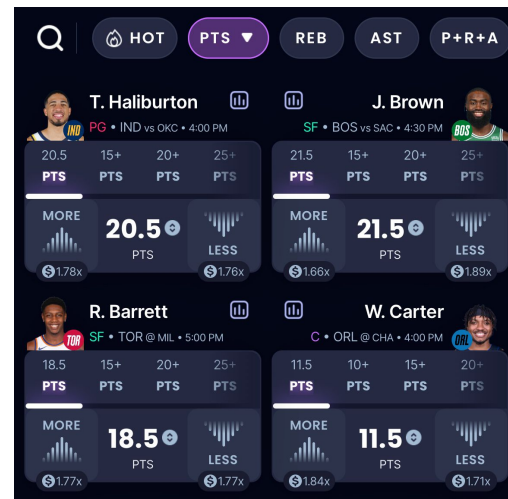 HOT
PTS ▼
REB
AST
P+R+A
T. Haliburton
PG • IND vs OKC • 4:00 PM
IND
20.5 15+ 20+ 25+
PTS PTS PTS PTS
MORE
20.5
PTS
LESS
1.78x
1.76x
J. Brown
SF • BOS vs SAC • 4:30 PM
BOS
21.5 15+ 20+ 25+
PTS PTS PTS PTS
MORE
21.5
PTS
LESS
1.66x
1.89x
R. Barrett
SF • TOR @ MIL • 5:00 PM
TOR
18.5 15+ 20+ 25+
PTS PTS PTS PTS
MORE
18.5
PTS
LESS
1.77x
1.77x
W. Carter
C • ORL @ CHA • 4:00 PM
ORL
11.5 10+ 15+ 20+
PTS PTS PTS PTS
MORE
11.5
PTS
LESS
1.84x
1.71x